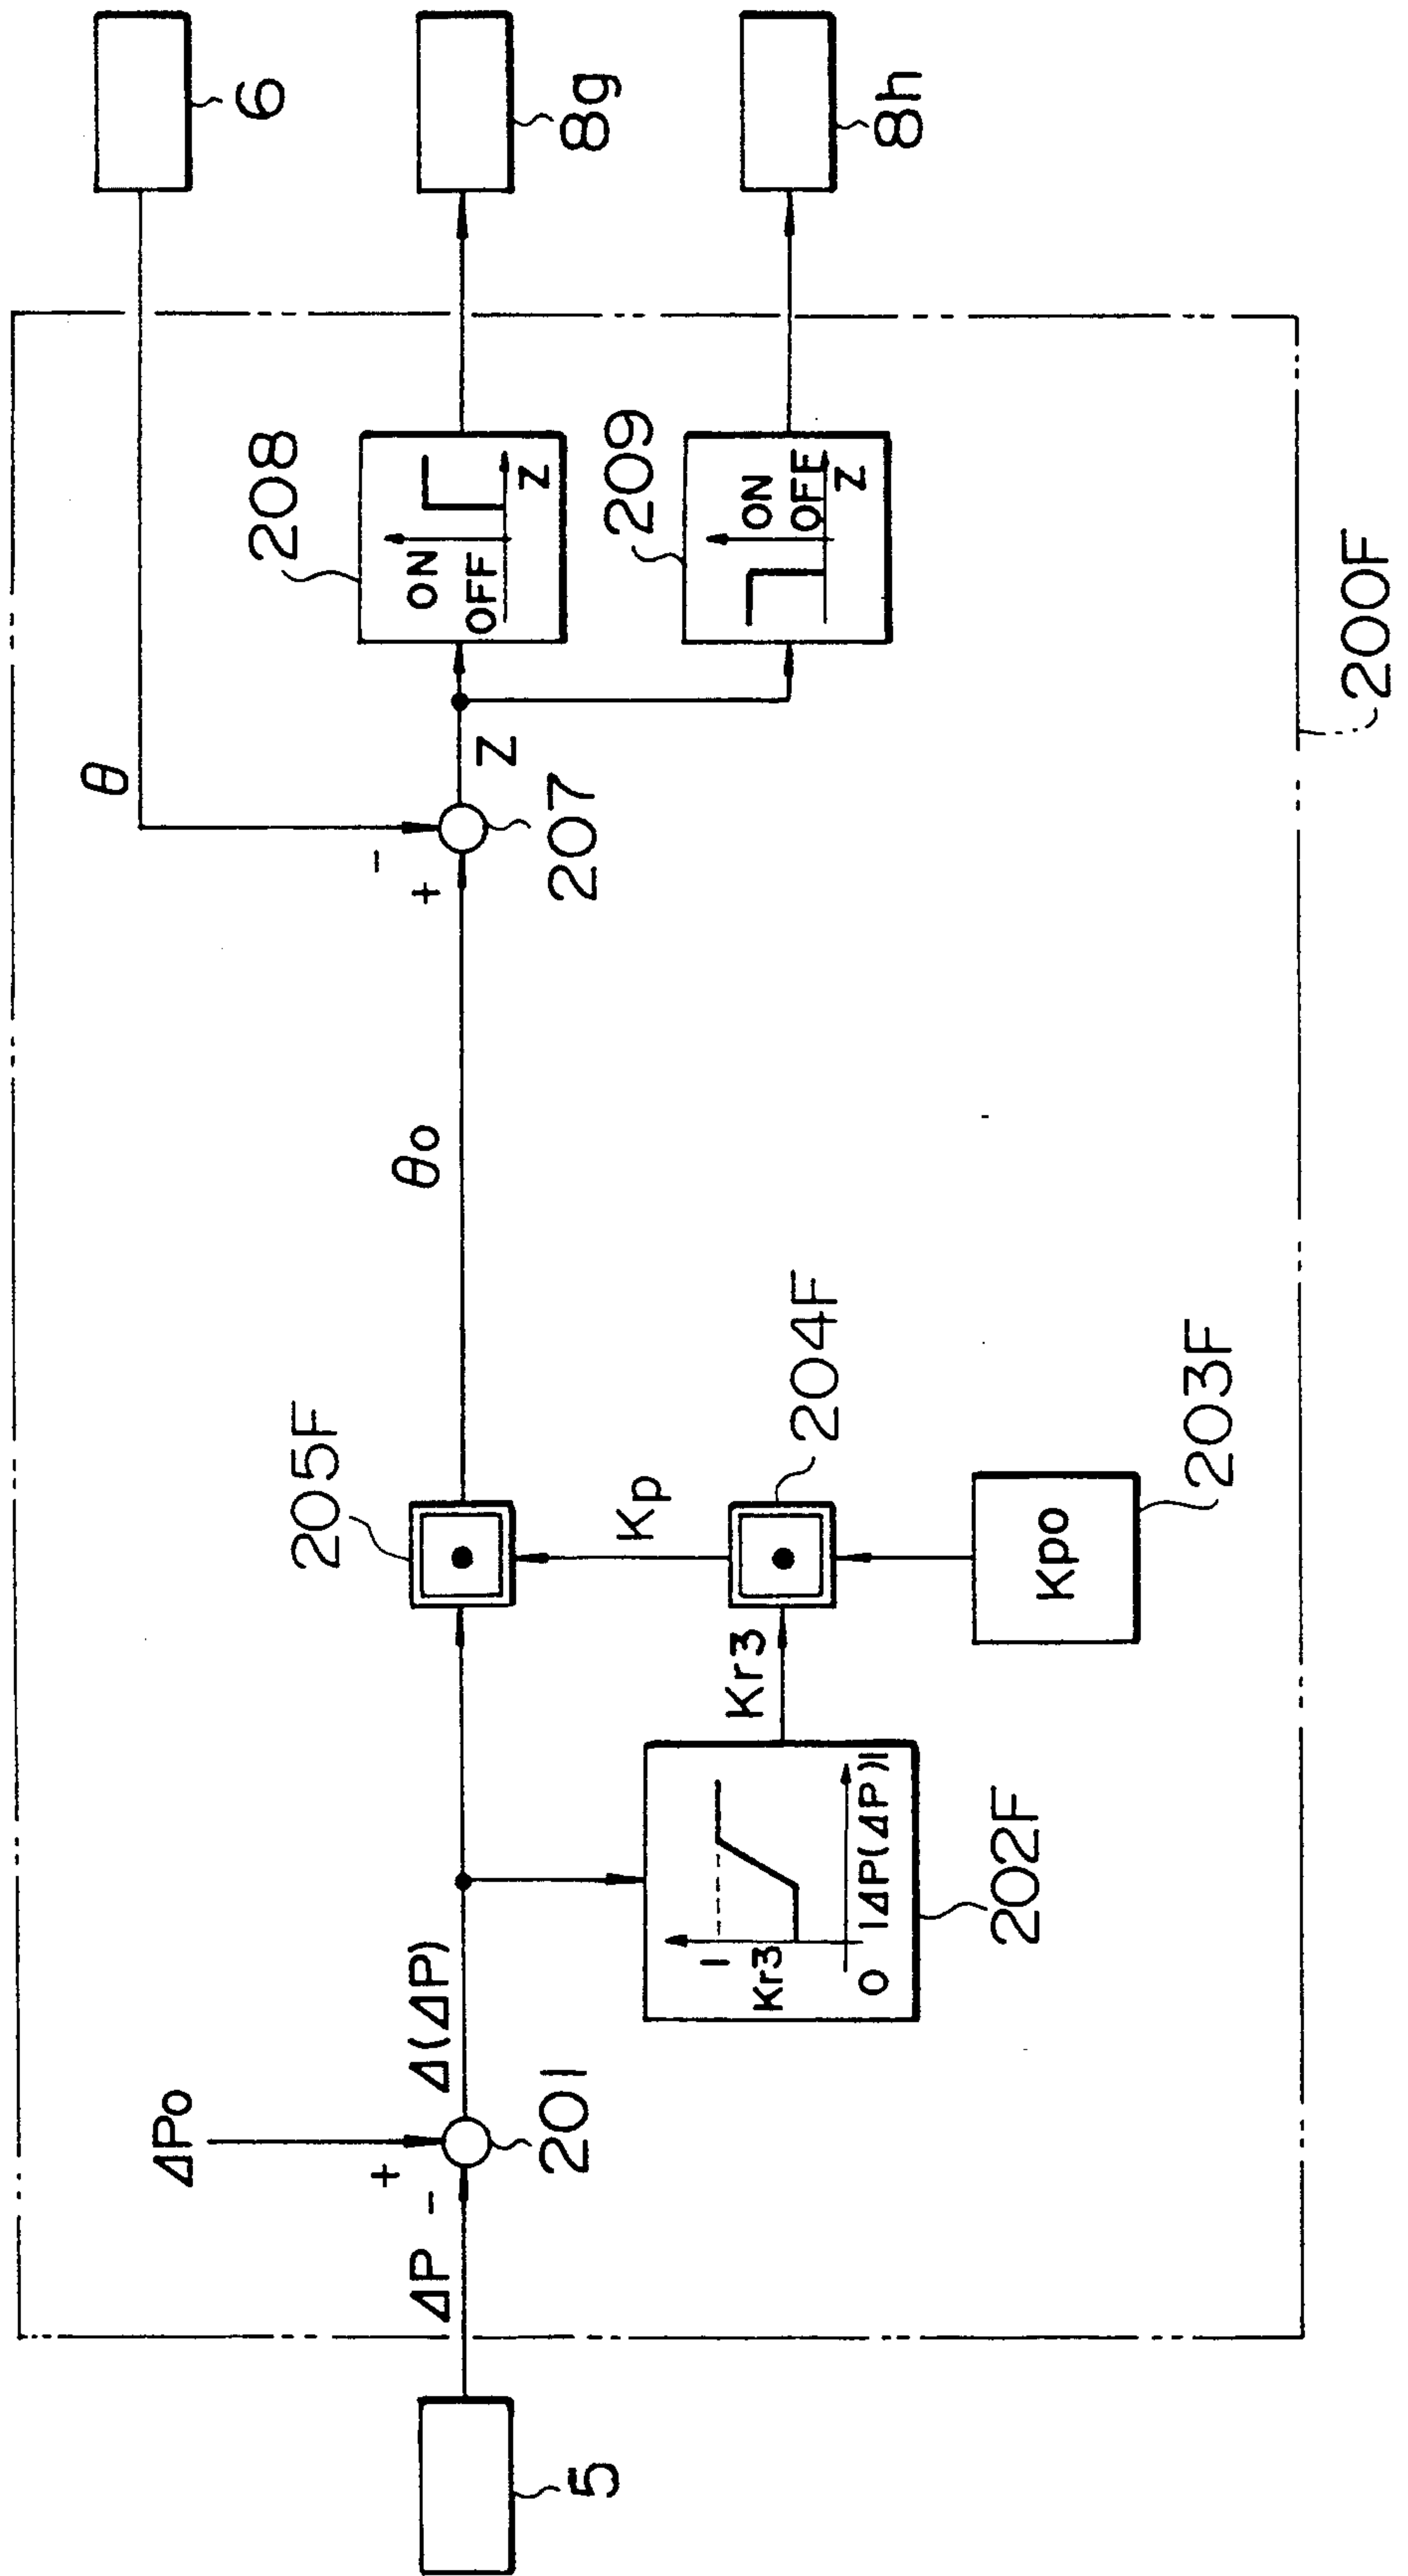 6
8g
8h
θ
208
ON
OFF
Z
209
ON
OFF
Z
Z
-
+
207
200F
θo
205F
Kp
204F
Kpo
203F
Kr3
1
Kr3
0
|ΔP(ΔP)|
202F
Δ(ΔP)
ΔPo
+
-
201
ΔP
5